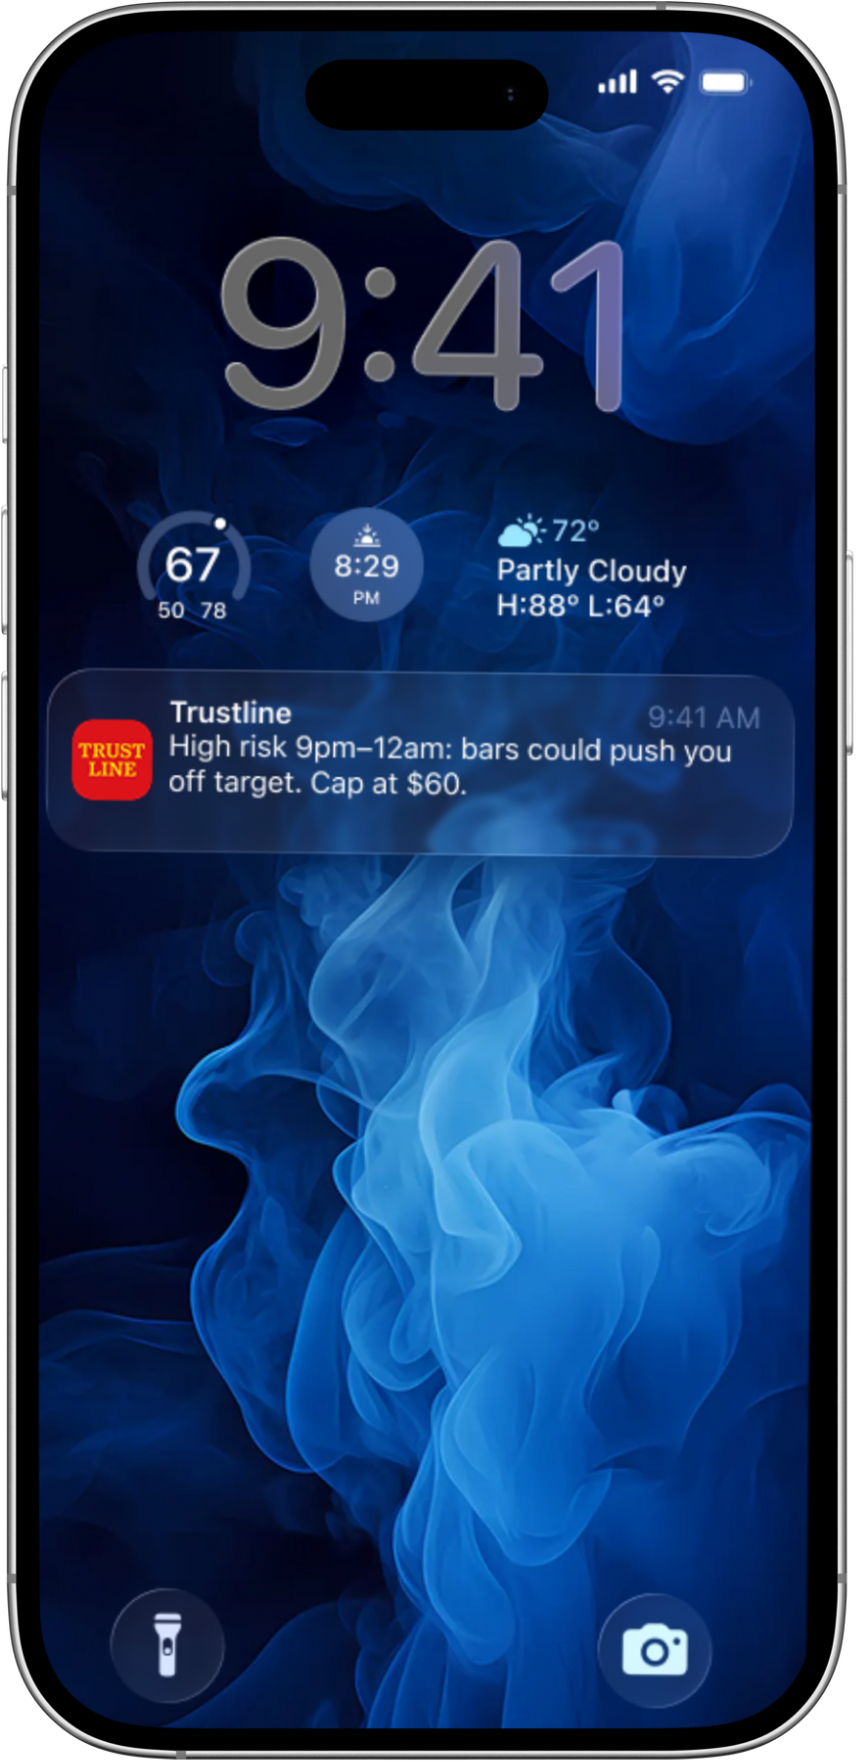 9:41
67
50 78
8:29
PM
72°
Partly Cloudy
H:88° L:64°
TRUST
LINE
Trustline
9:41 AM
High risk 9pm–12am: bars could push you
off target. Cap at $60.